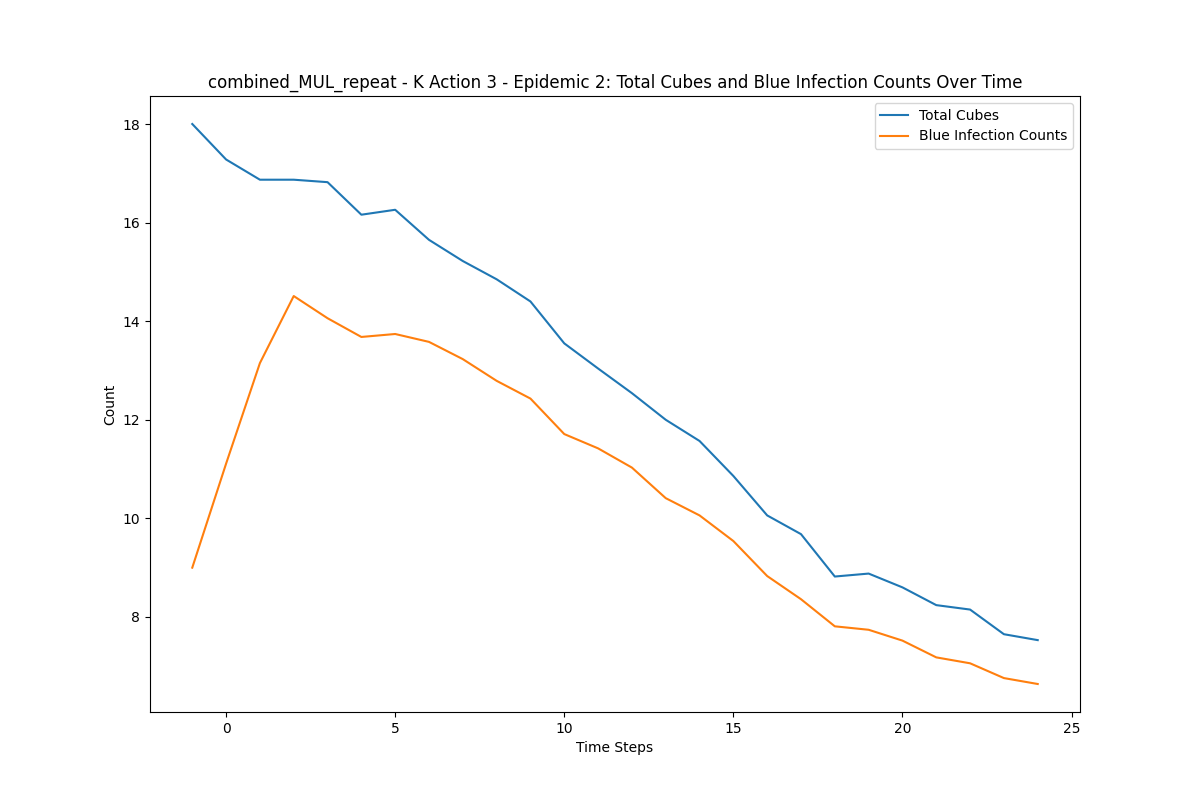 combined_MUL_repeat - K Action 3 - Epidemic 2: Total Cubes and Blue Infection Counts Over Time
Total Cubes
Blue Infection Counts
18
16
14
12
10
8
Count
0 5 10 15 20 25
Time Steps